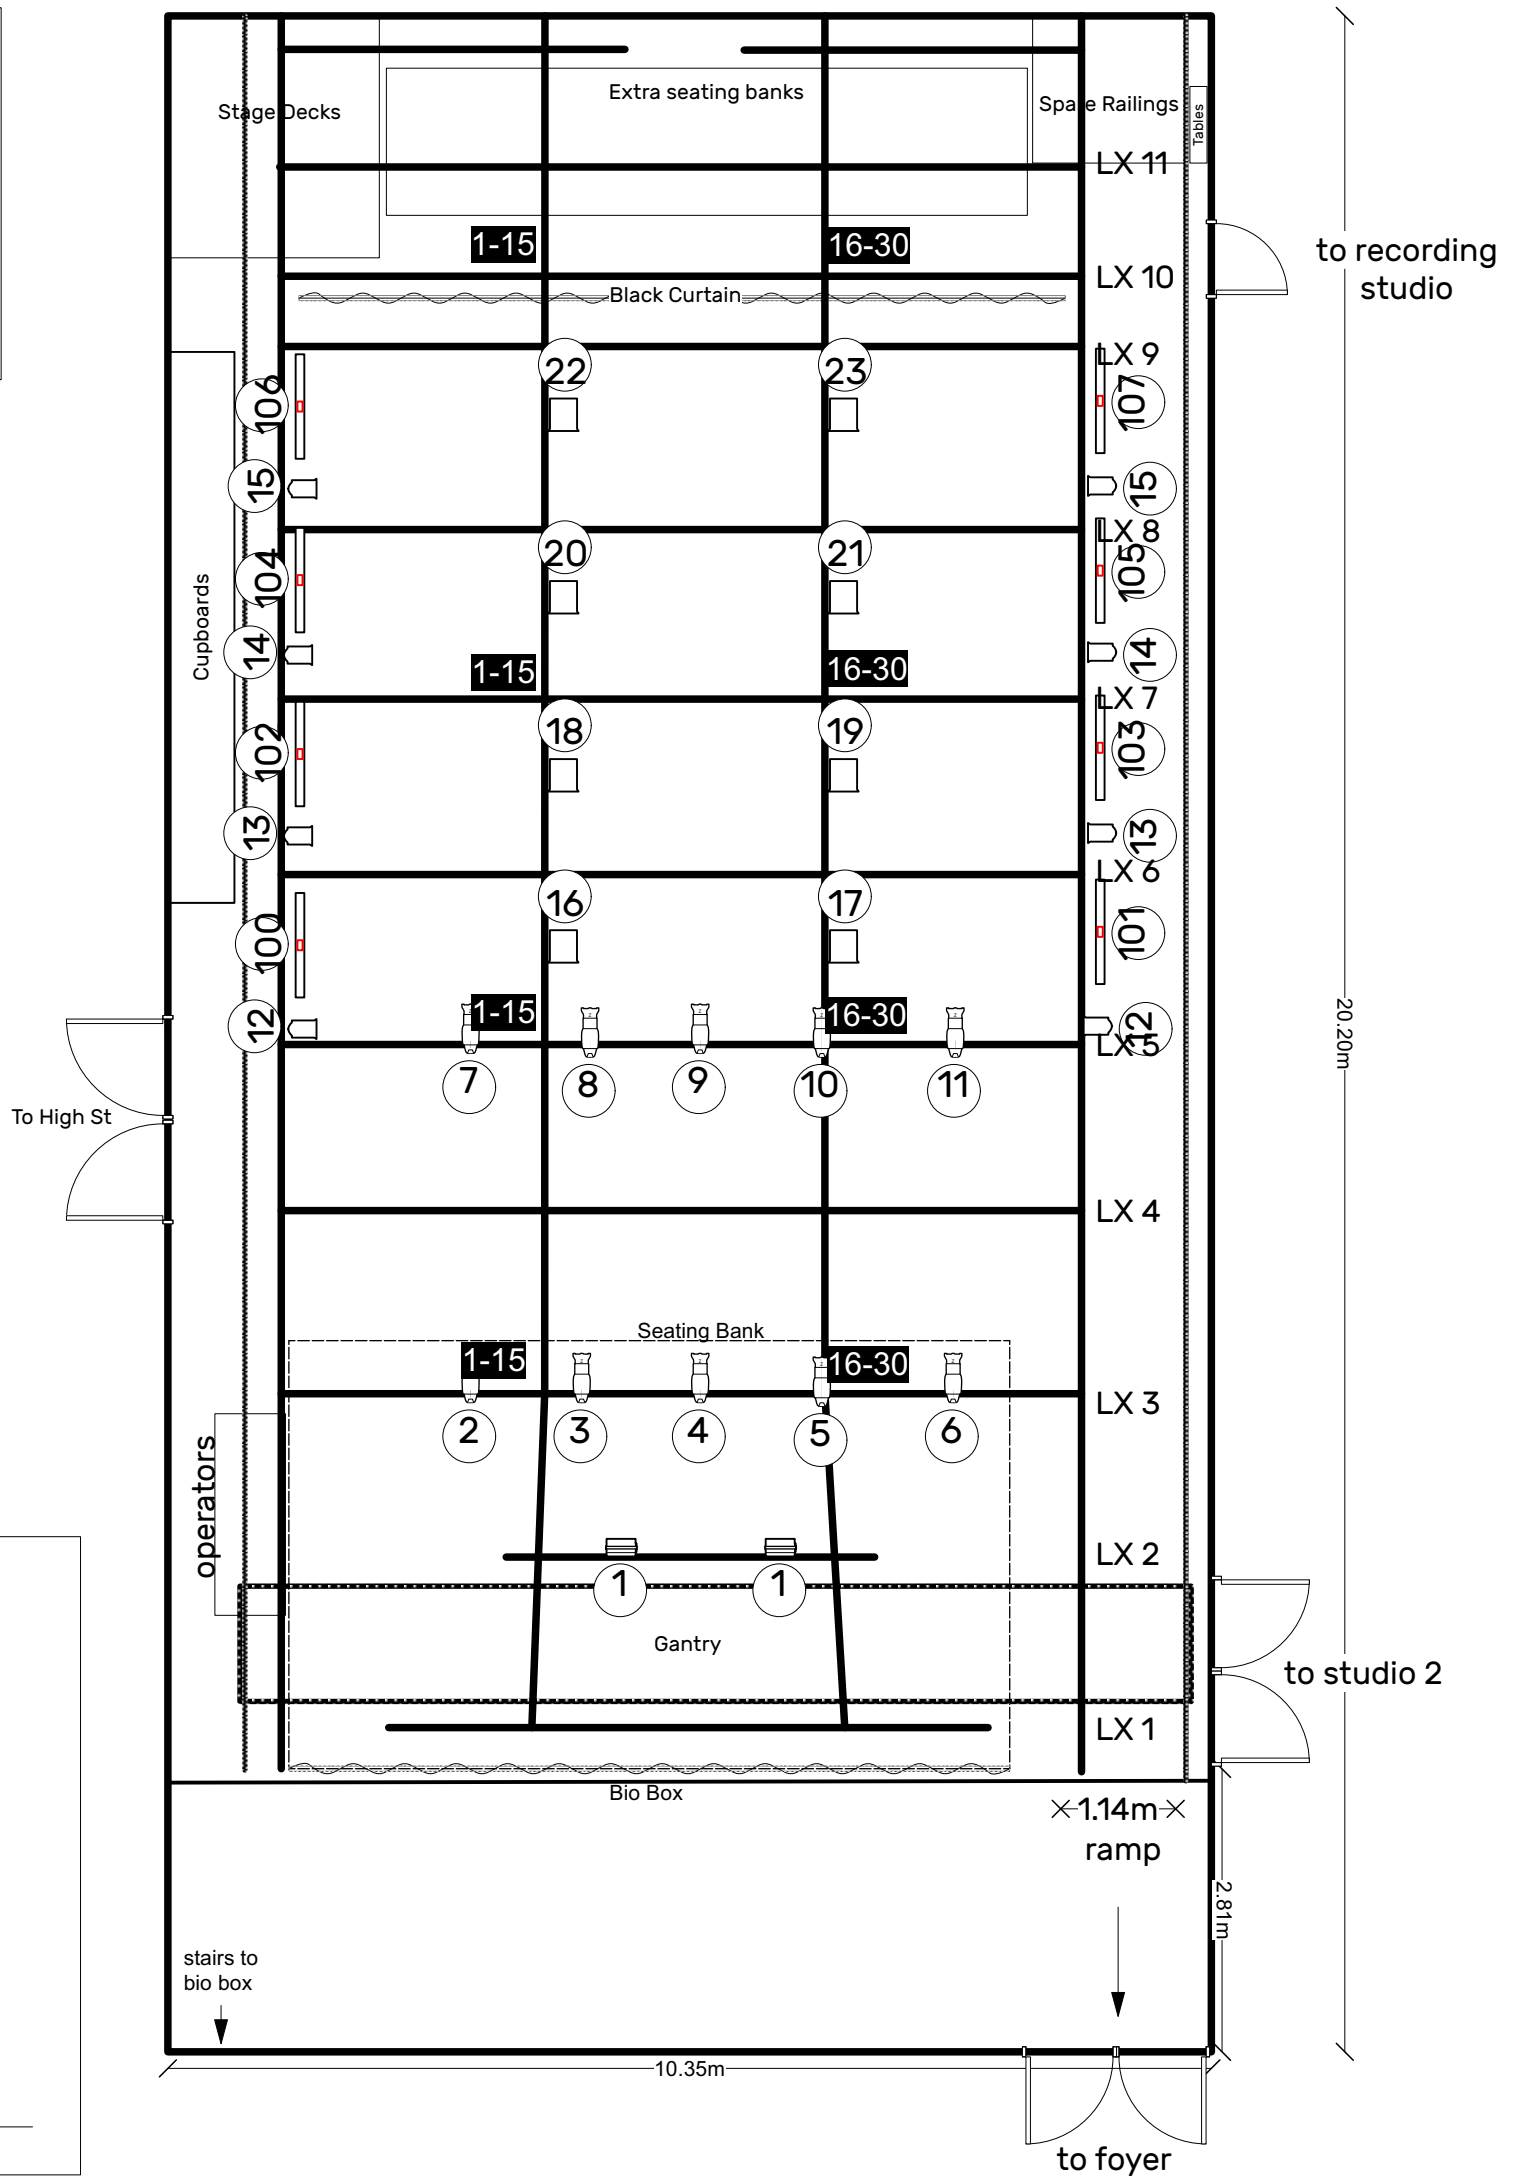 Extra seating banks
Stage Decks
Spare Railings
Tables
LX 11
1-15
16-30
to recording
studio
LX 10
Black Curtain
LX 9
22
23
106
107
15
15
LX 8
20
21
104
105
Cupboards
14
14
1-15
16-30
LX 7
18
19
102
103
13
13
LX 6
16
17
100
101
1-15
16-30
12
12
LX 5
20.20m
7
8
9
10
11
To High St
LX 4
Seating Bank
1-15
16-30
LX 3
2
3
4
5
6
operators
LX 2
1
1
Gantry
to studio 2
LX 1
Bio Box
1.14m
ramp
2.81m
stairs to
bio box
10.35m
to foyer